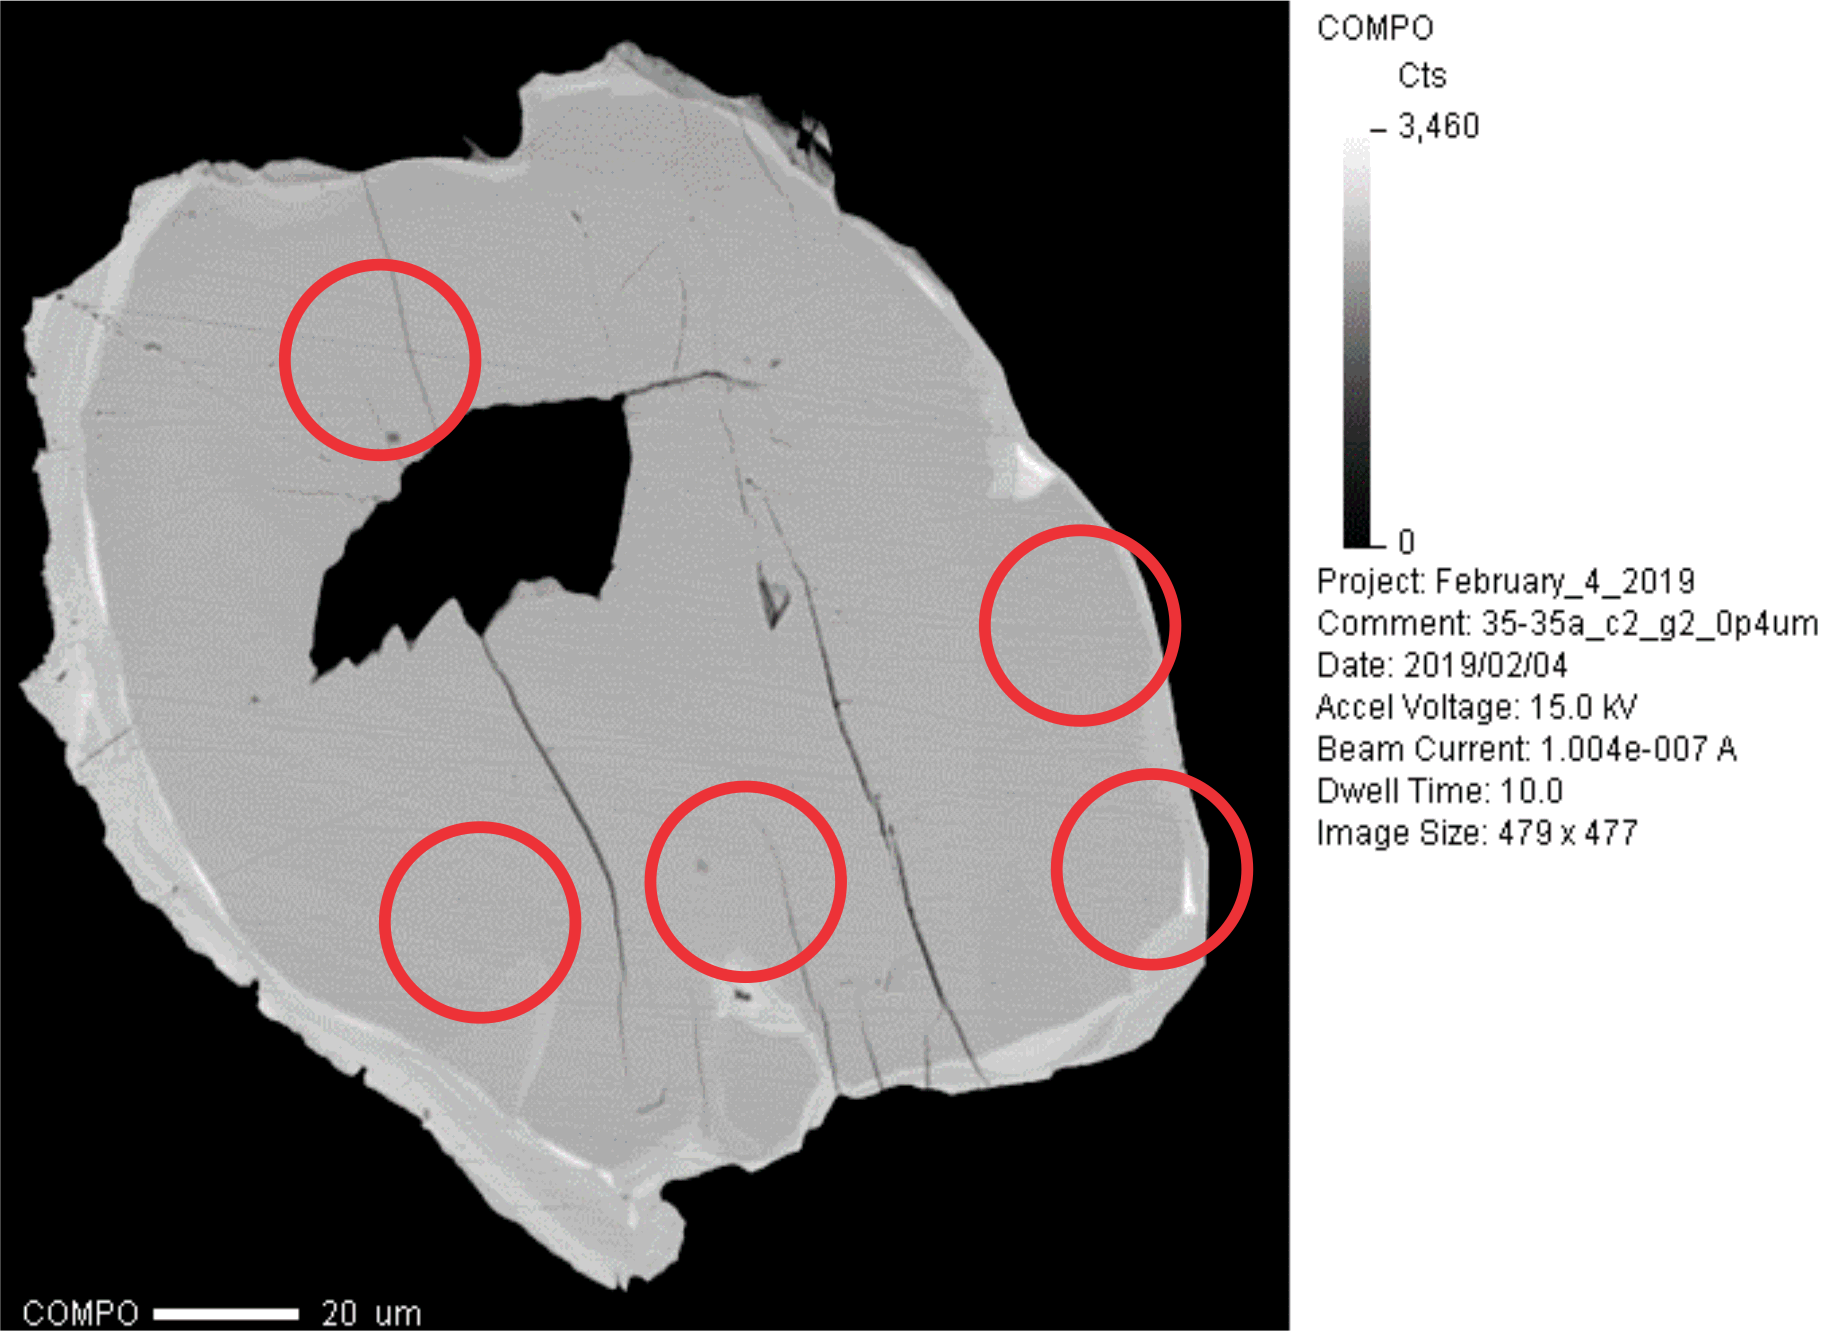 COMPO
Cts
3,460
0
Project: February_4_2019
Comment: 35-35a_c2_g2_0p4um
Date: 2019/02/04
Accel Voltage: 15.0 kV
Beam Current: 1.004e-007 A
Dwell Time: 10.0
Image Size: 479 x 477
COMPO 20 um